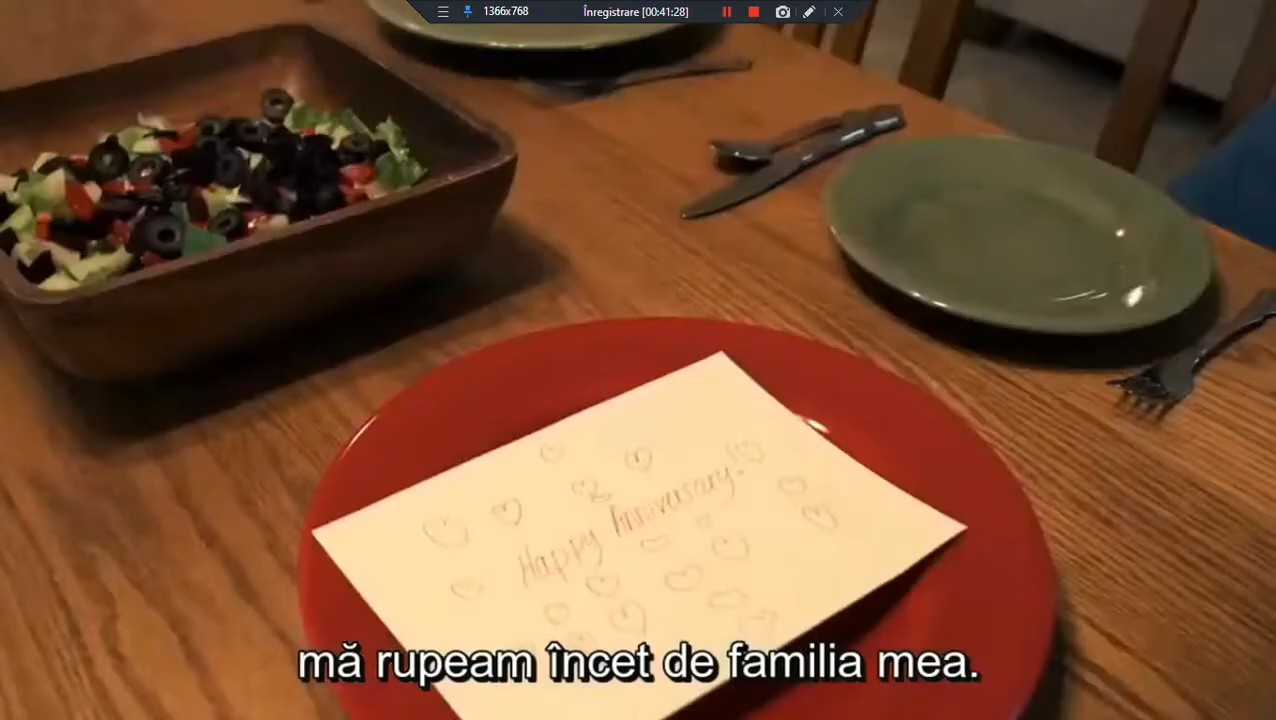 1366x768
Înregistrare [00:41:28]
Happy Anniversary!
mă rupeam încet de familia mea.